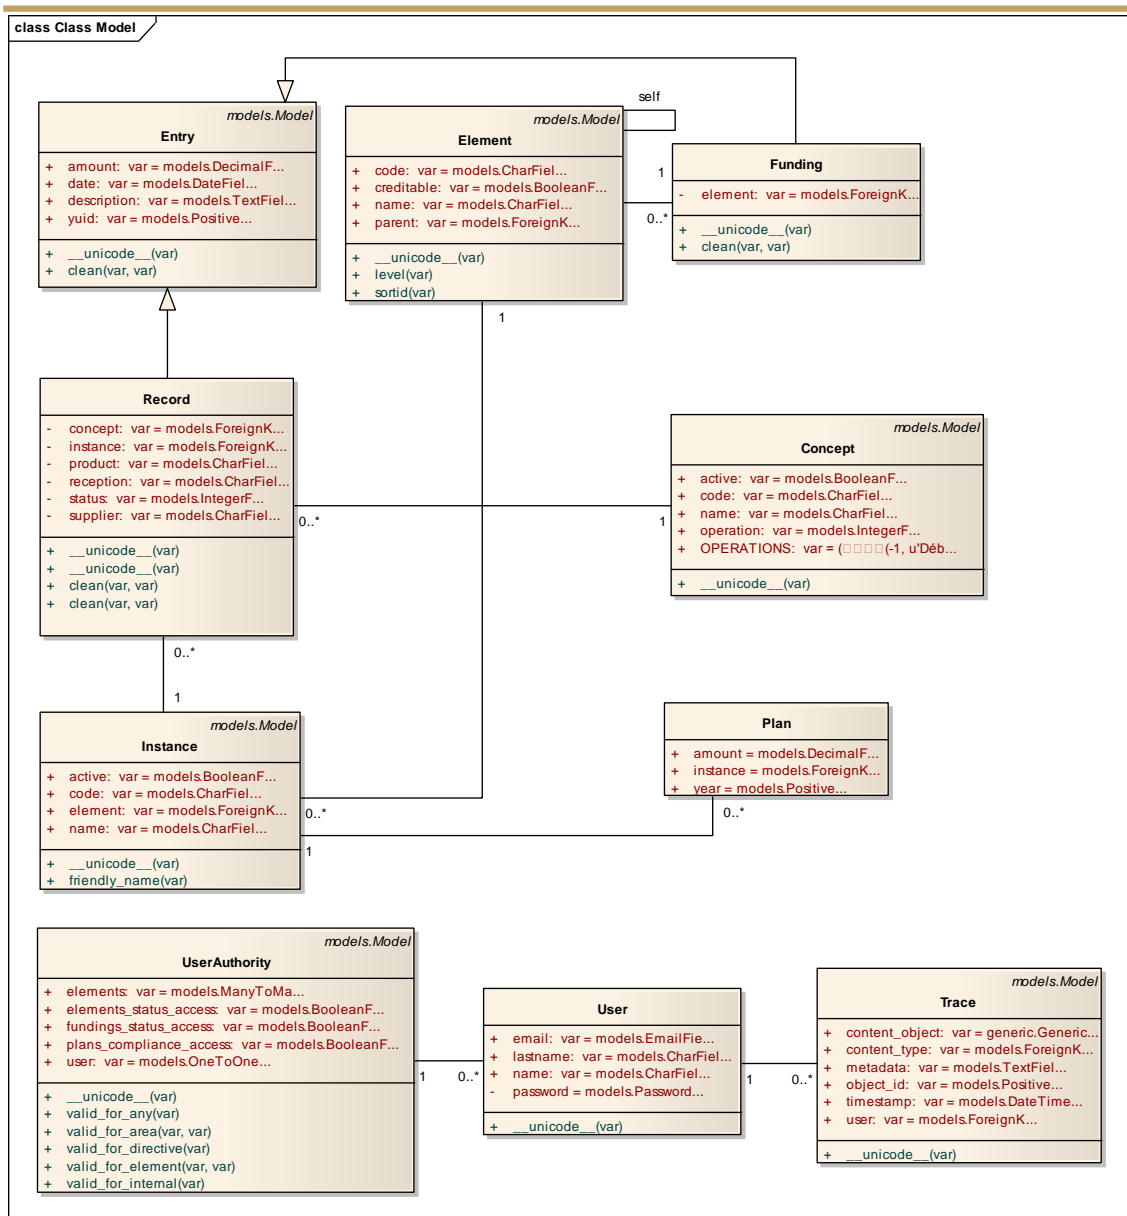 class Class Model
models.Model
Entry
+ amount: var = models.DecimalF...
+ date: var = models.DateFiel...
+ description: var = models.TextFiel...
+ yuid: var = models.Positive...
+ __unicode__(var)
+ clean(var, var)
models.Model
Element
+ code: var = models.CharFiel...
+ creditable: var = models.BooleanF...
+ name: var = models.CharFiel...
+ parent: var = models.ForeignK...
+ __unicode__(var)
+ level(var)
+ sortid(var)
self
1
0..*
Funding
- element: var = models.ForeignK...
+ __unicode__(var)
+ clean(var, var)
1
Record
- concept: var = models.ForeignK...
- instance: var = models.ForeignK...
- product: var = models.CharFiel...
- reception: var = models.CharFiel...
- status: var = models.IntegerF...
- supplier: var = models.CharFiel...
+ __unicode__(var)
+ __unicode__(var)
+ clean(var, var)
+ clean(var, var)
0..*
1
models.Model
Concept
+ active: var = models.BooleanF...
+ code: var = models.CharFiel...
+ name: var = models.CharFiel...
+ operation: var = models.IntegerF...
+ OPERATIONS: var = (□□□□(-1, u'Déb...
+ __unicode__(var)
0..*
1
models.Model
Instance
+ active: var = models.BooleanF...
+ code: var = models.CharFiel...
+ element: var = models.ForeignK...
+ name: var = models.CharFiel...
+ __unicode__(var)
+ friendly_name(var)
0..*
1
Plan
+ amount = models.DecimalF...
+ instance = models.ForeignK...
+ year = models.Positive...
0..*
models.Model
UserAuthority
+ elements: var = models.ManyToMa...
+ elements_status_access: var = models.BooleanF...
+ fundings_status_access: var = models.BooleanF...
+ plans_compliance_access: var = models.BooleanF...
+ user: var = models.OneToOne...
+ __unicode__(var)
+ valid_for_any(var)
+ valid_for_area(var, var)
+ valid_for_directive(var)
+ valid_for_element(var, var)
+ valid_for_internal(var)
1
0..*
User
+ email: var = models.EmailFie...
+ lastname: var = models.CharFiel...
+ name: var = models.CharFiel...
- password = models.Password...
+ __unicode__(var)
1
0..*
models.Model
Trace
+ content_object: var = generic.Generic...
+ content_type: var = models.ForeignK...
+ metadata: var = models.TextFiel...
+ object_id: var = models.Positive...
+ timestamp: var = models.DateTime...
+ user: var = models.ForeignK...
+ __unicode__(var)